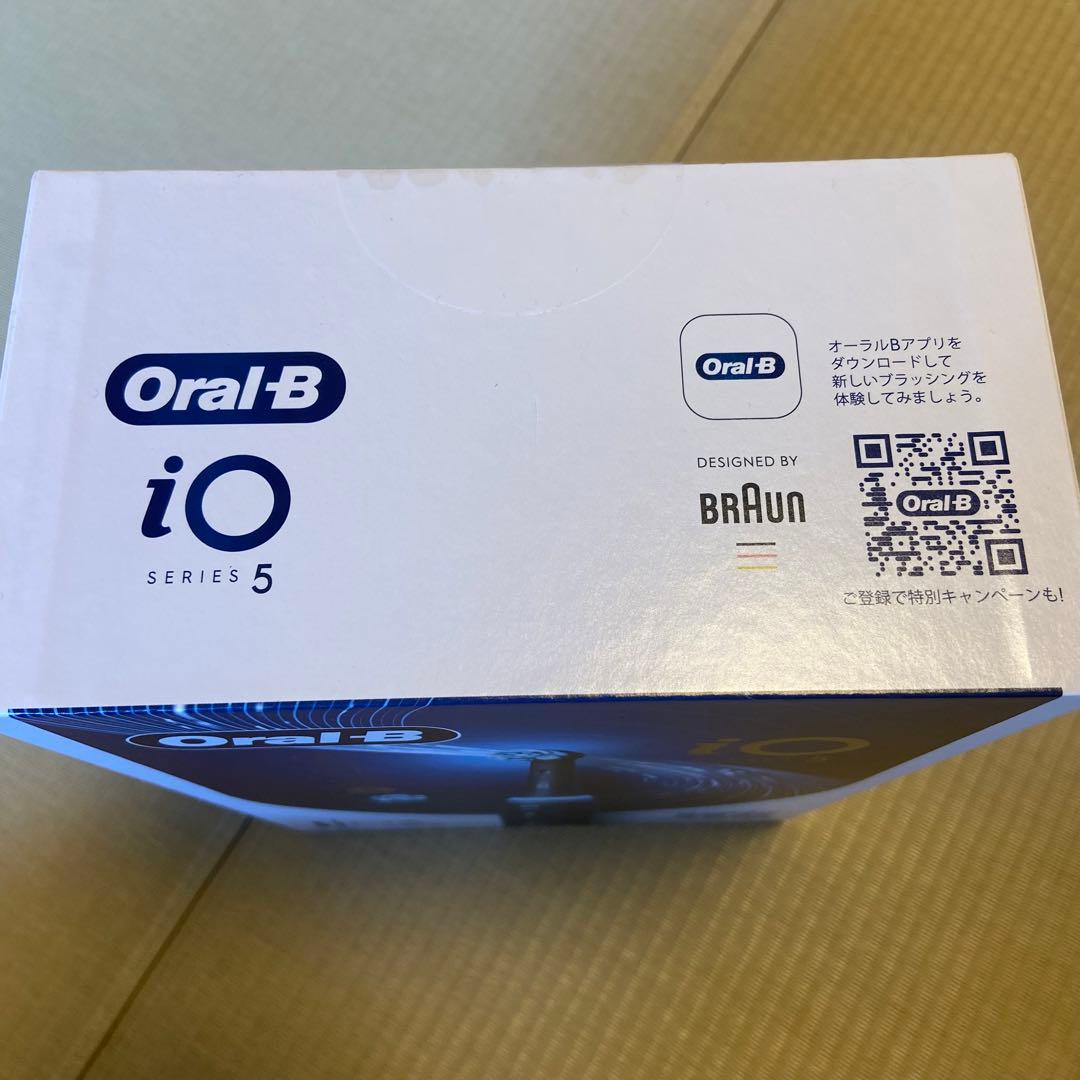 Oral-B
iO
SERIES 5
Oral-B
オーラルBアプリを
ダウンロードして
新しいブラッシングを
体験してみましょう。
DESIGNED BY
BRAUN
Oral-B
ご登録で特別キャンペーンも!
Oral-B
iO